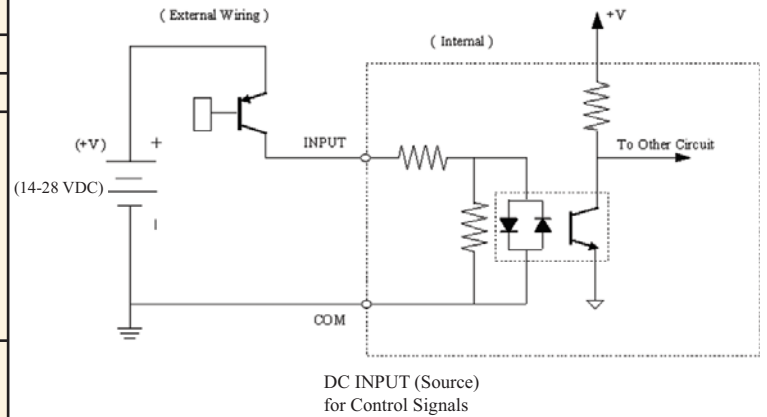 ( External Wiring )
+V
( Internal )
(+V)
+
INPUT
To Other Circuit
(14-28 VDC)
−
COM
DC INPUT (Source)
for Control Signals